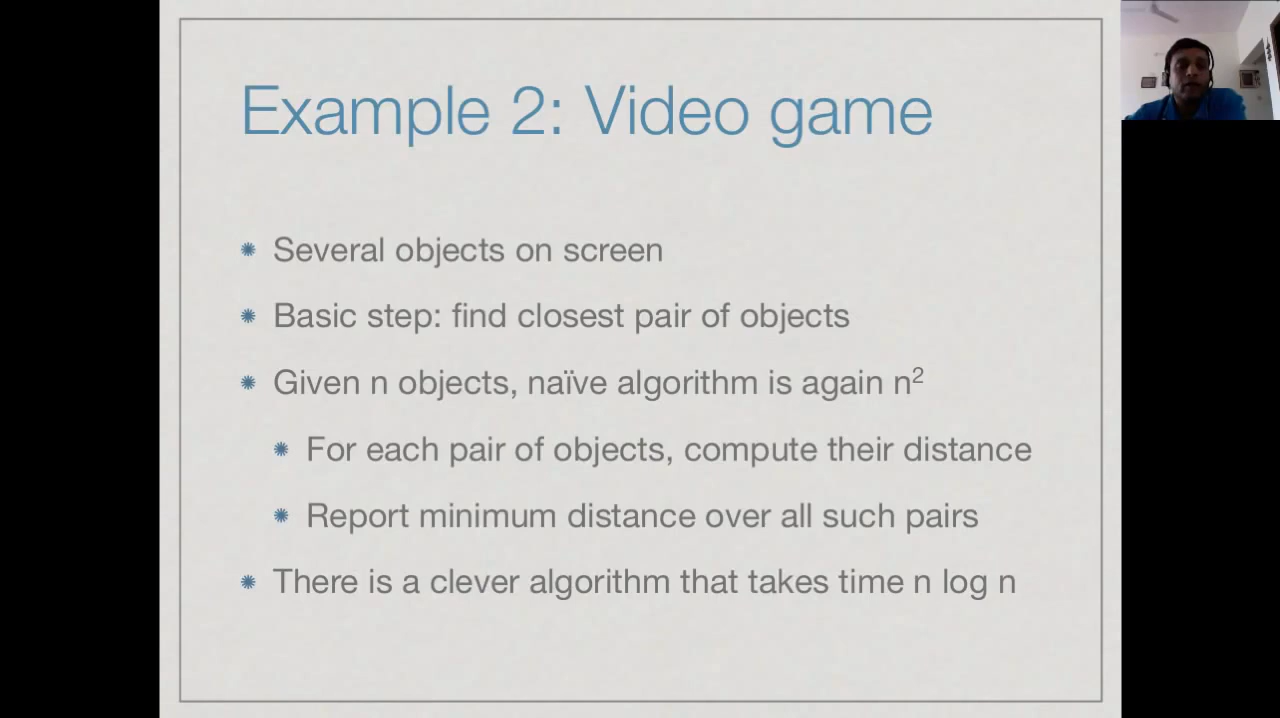 Example 2: Video game
Several objects on screen
Basic step: find closest pair of objects
Given n objects, naïve algorithm is again n²
For each pair of objects, compute their distance
Report minimum distance over all such pairs
There is a clever algorithm that takes time n log n